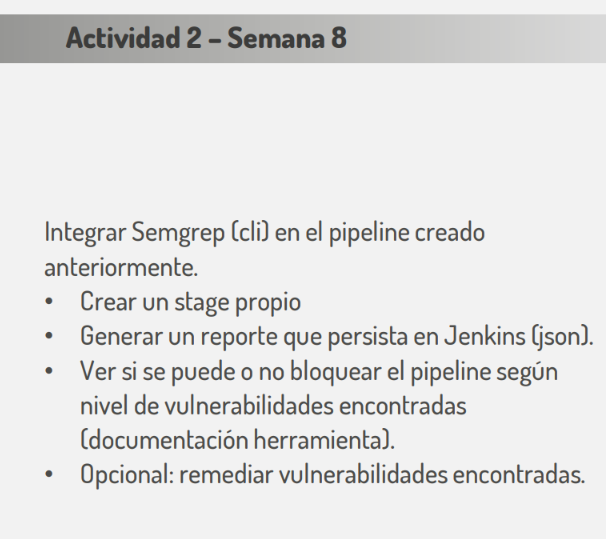 Actividad 2 – Semana 8
Integrar Semgrep (cli) en el pipeline creado
anteriormente.
• Crear un stage propio
• Generar un reporte que persista en Jenkins (json).
• Ver si se puede o no bloquear el pipeline según
nivel de vulnerabilidades encontradas
(documentación herramienta).
• Opcional: remediar vulnerabilidades encontradas.